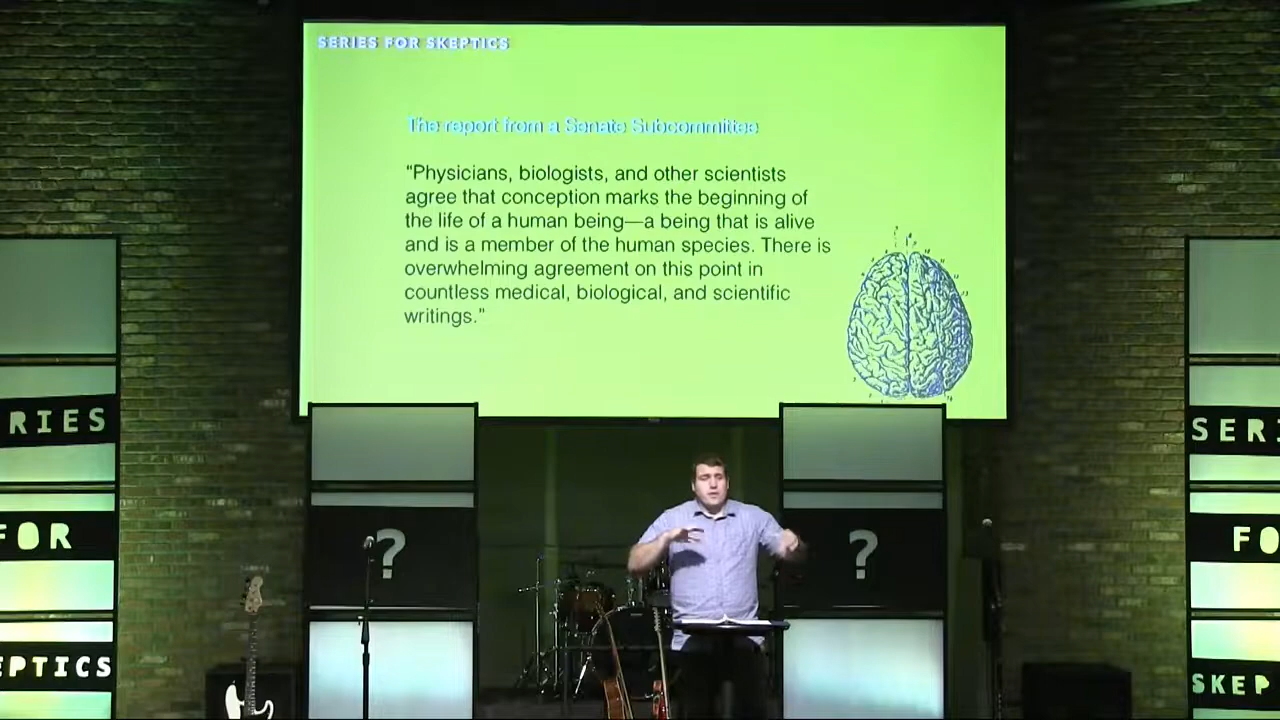 SERIES FOR SKEPTICS
The report from a Senate Subcommittee
“Physicians, biologists, and other scientists
agree that conception marks the beginning of
the life of a human being—a being that is alive
and is a member of the human species. There is
overwhelming agreement on this point in
countless medical, biological, and scientific
writings.”
RIES
FOR
EPTICS
?
?
SERI
FO
SKEP